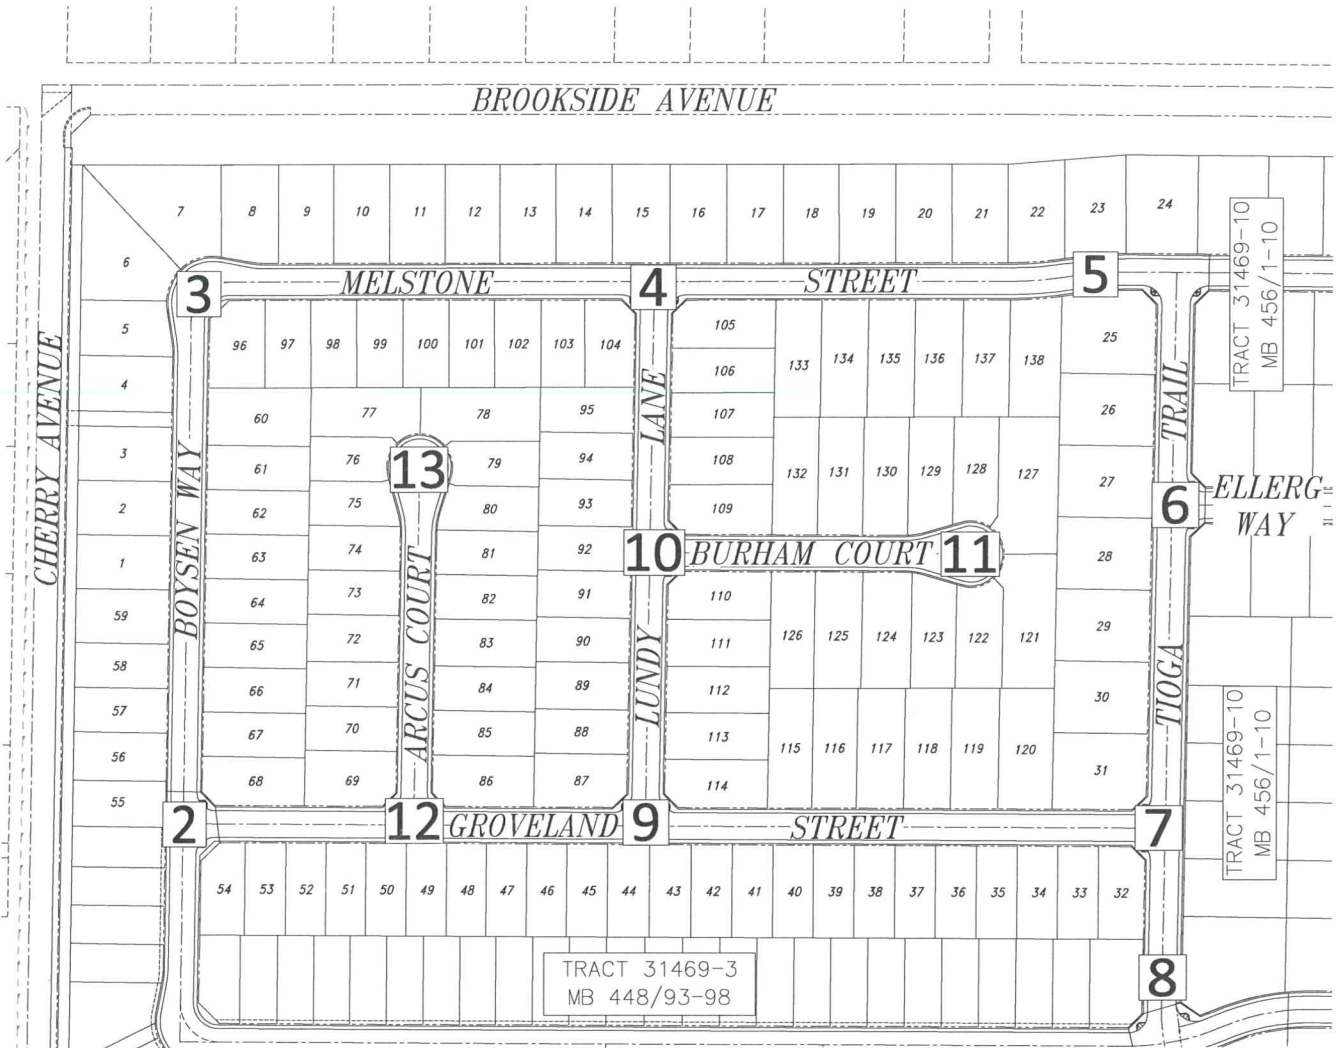 BROOKSIDE AVENUE
7 8 9 10 11 12 13 14 15 16 17 18 19 20 21 22 23 24
TRACT 31469-10
MB 456/1-10
6
3
MELSTONE
4
STREET
5
5
96 97 98 99 100 101 102 103 104
105
133 134 135 136 137 138
25
4
106
CHERRY AVENUE
BOYSEN WAY
LANE
TRAIL
60 77 78 95 107 26
3
61 76 13 79 94 108
132 131 130 129 128 127
27
2
62 75 80 93 109
6
ELLERG
WAY
1
63 74 81 92
10
BURHAM COURT
11
28
59
64 73 82 91 110
ARCUS COURT
LUNDY
TIOGA
58
65 72 83 90 111
126 125 124 123 122 121
29
57
66 71 84 89 112
30
56
67 70 85 88 113
115 116 117 118 119 120
31
55
68 69 86 87 114
TRACT 31469-10
MB 456/1-10
2
12
GROVELAND
9
STREET
7
54 53 52 51 50 49 48 47 46 45 44 43 42 41 40 39 38 37 36 35 34 33 32
TRACT 31469-3
MB 448/93-98
8